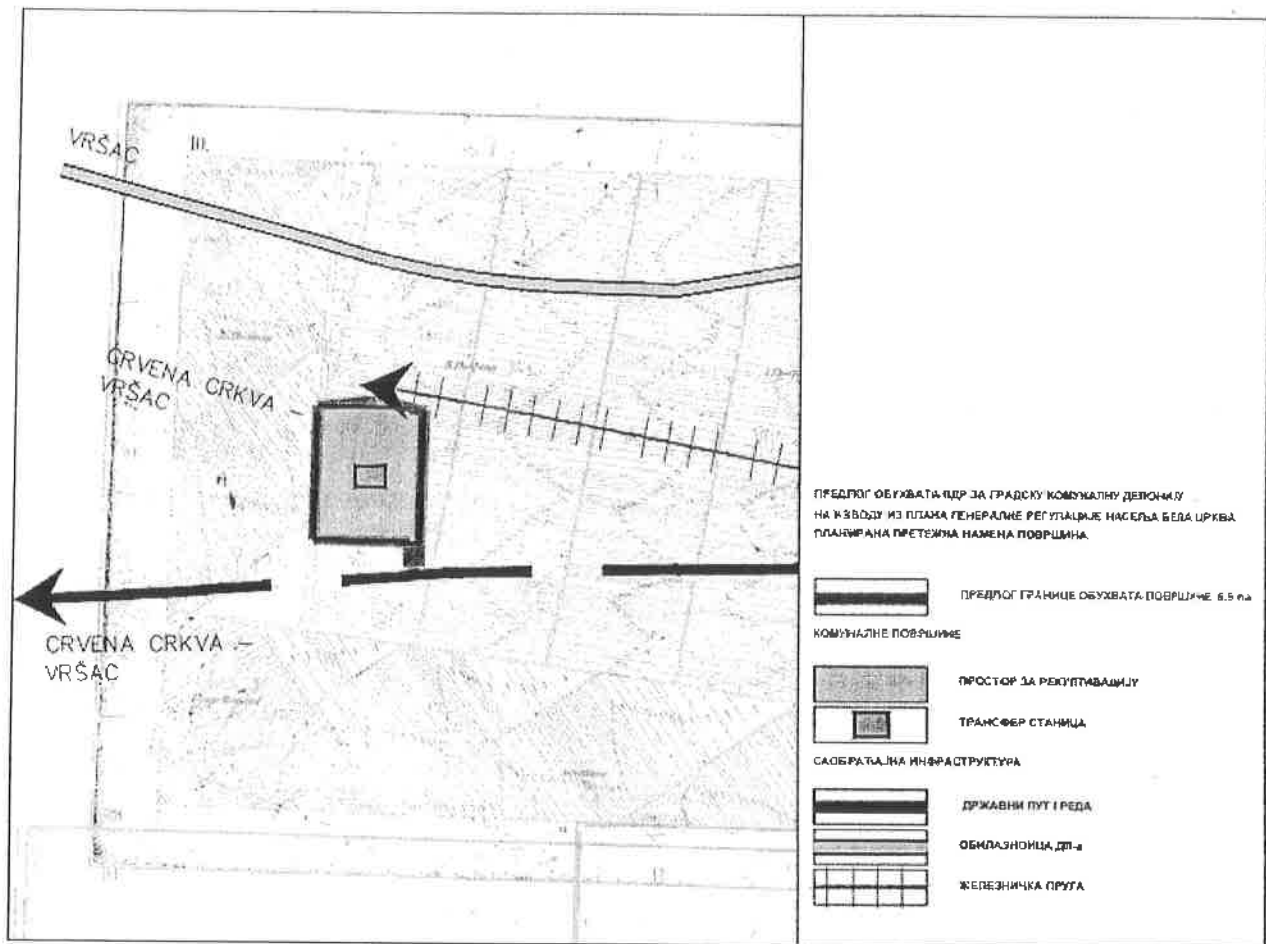 VRŠAC
III.
CRVENA CRKVA –
VRŠAC
CRVENA CRKVA –
VRŠAC
ПРЕДЛОГ ОБУХВАТА ПДР ЗА ГРАДСКУ КОМУНАЛНУ ДЕПОНИЈУ
НА ИЗВОДУ ИЗ ПЛАНА ГЕНЕРАЛНЕ РЕГУЛАЦИЈЕ НАСЕЉА БЕЛА ЦРКВА
ПЛАНИРАНА ПРЕТЕЖНА НАМЕНА ПОВРШИНА
ПРЕДЛОГ ГРАНИЦЕ ОБУХВАТА ПОВРШИНЕ 6.5 ha
КОМУНАЛНЕ ПОВРШИНЕ
ПРОСТОР ЗА РЕКУЛТИВАЦИЈУ
ТРАНСФЕР СТАНИЦА
САОБРАЋАЈНА ИНФРАСТРУКТУРА
ДРЖАВНИ ПУТ I РЕДА
ОБИЛАЗНОИЦА ДП-а
ЖЕЛЕЗНИЧКА ПРУГА